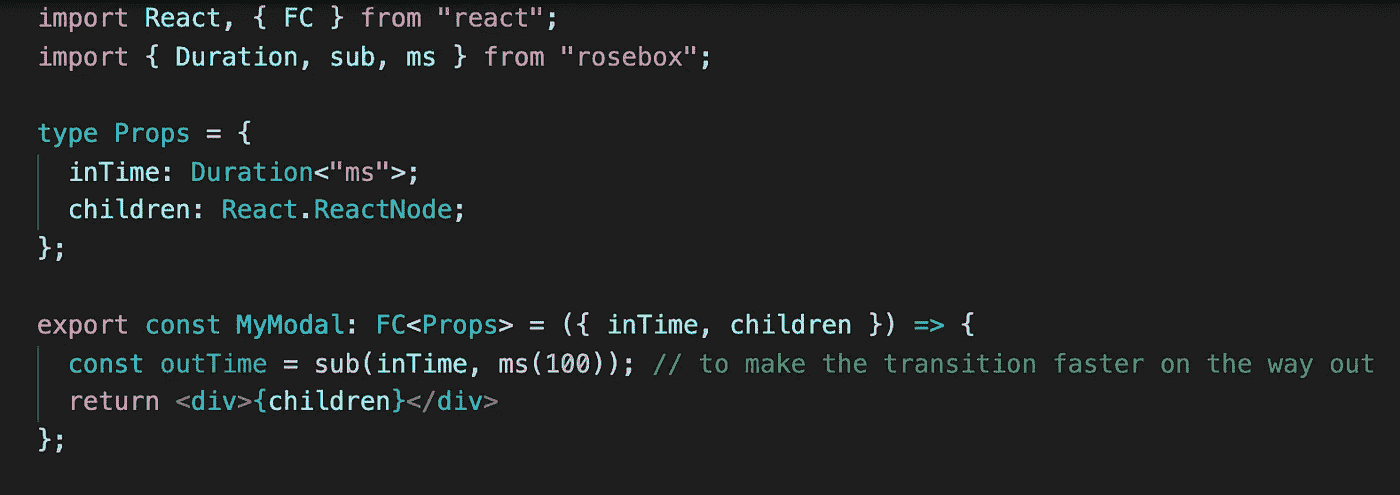 import React, { FC } from "react";
import { Duration, sub, ms } from "rosebox";
type Props = {
inTime: Duration<"ms">;
children: React.ReactNode;
};
export const MyModal: FC<Props> = ({ inTime, children }) => {
const outTime = sub(inTime, ms(100)); // to make the transition faster on the way out
return <div>{children}</div>
};